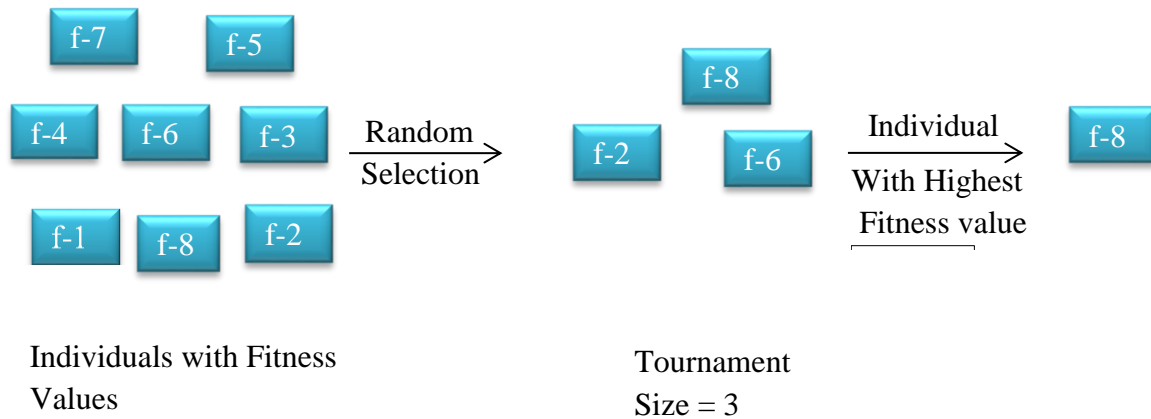 f-7
f-5
f-4
f-6
f-3
f-1
f-8
f-2
Individuals with Fitness
Values
Random
Selection
f-8
f-2
f-6
Tournament
Size = 3
Individual
With Highest
Fitness value
f-8